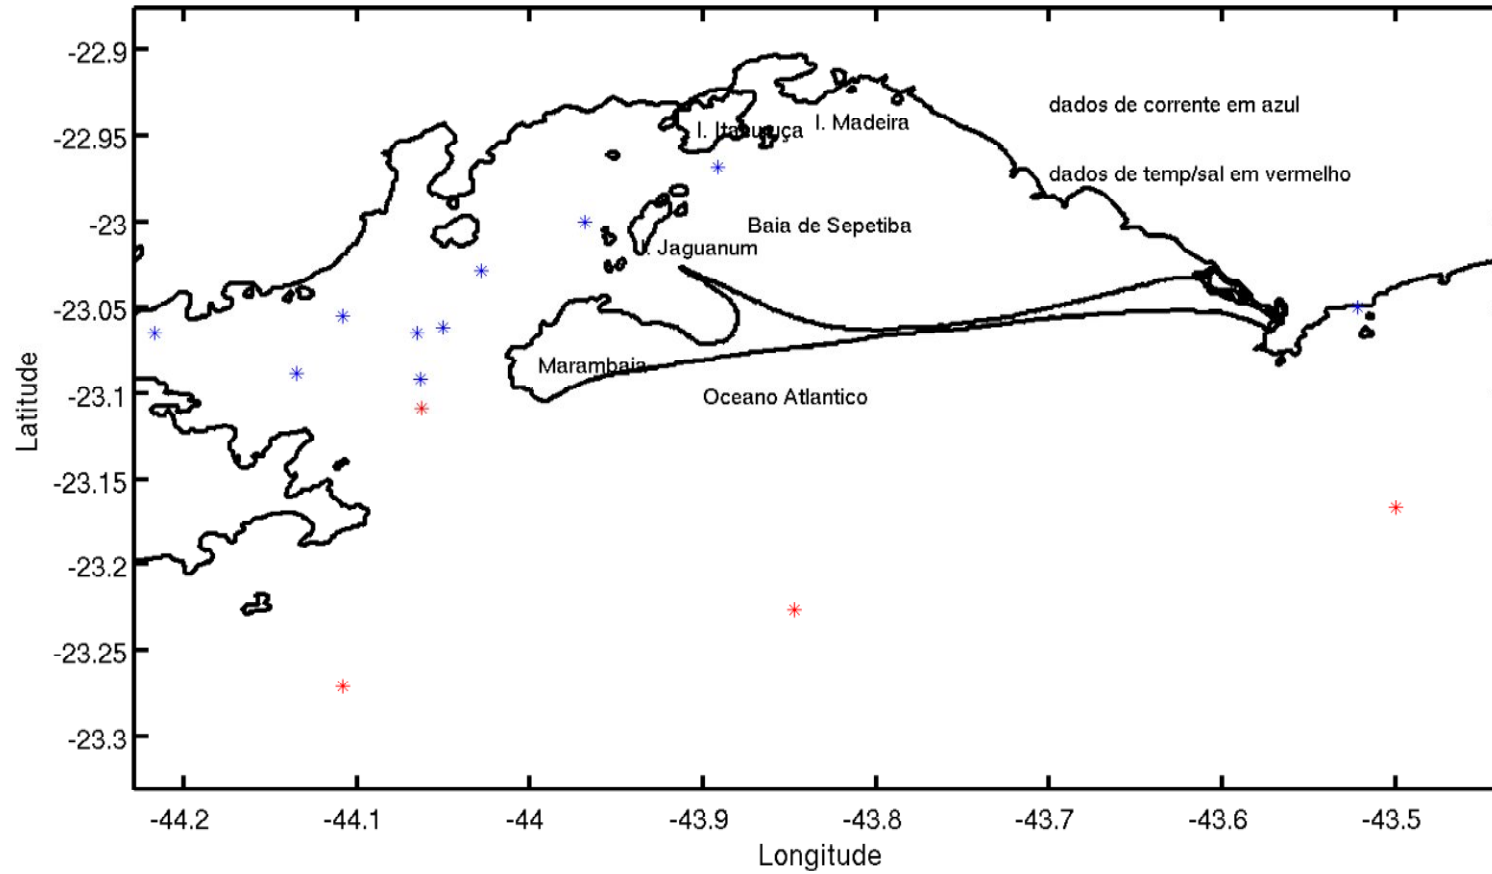 -22.9
dados de corrente em azul
I. Madeira
I. Itacuruça
-22.95
dados de temp/sal em vermelho
-23
Baia de Sepetiba
I. Jaguanum
-23.05
Marambaia
-23.1
Oceano Atlantico
-23.15
-23.2
-23.25
-23.3
Latitude
-44.2 -44.1 -44 -43.9 -43.8 -43.7 -43.6 -43.5
Longitude